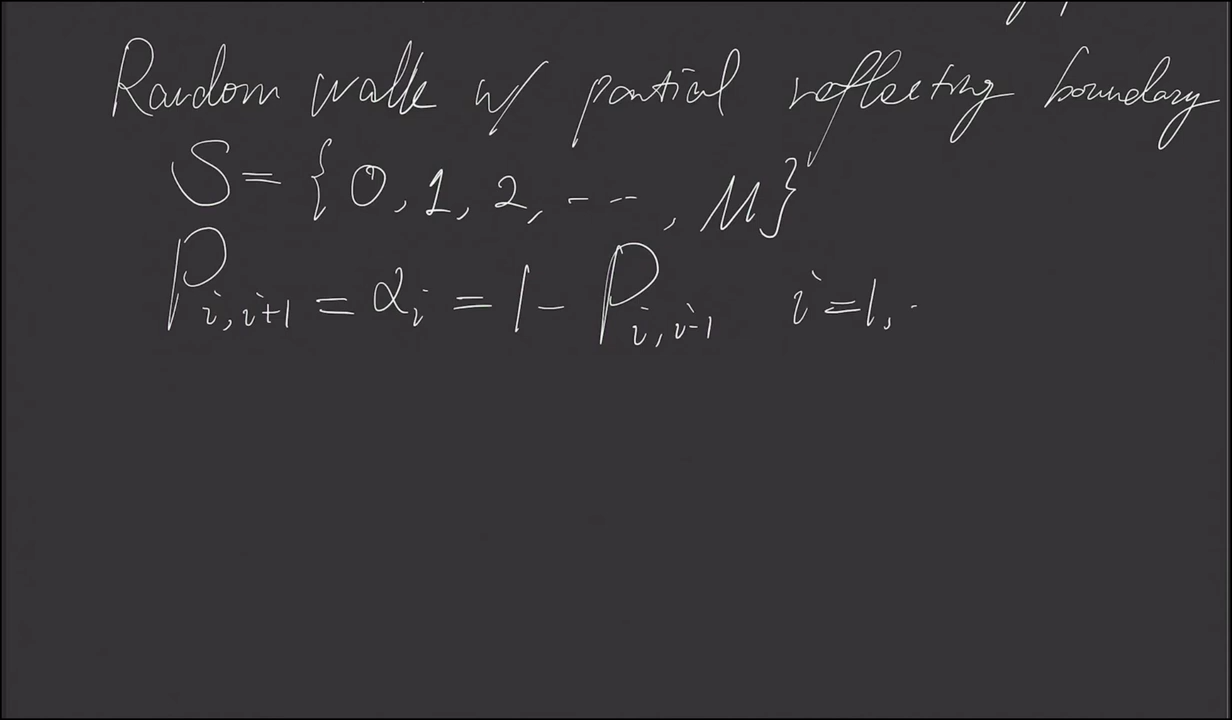 Random walk w/ partial reflecting boundary
S = {0, 1, 2, - - -, M}
P_{i,i+1} = α_i = 1 - P_{i,i-1} i = 1, .